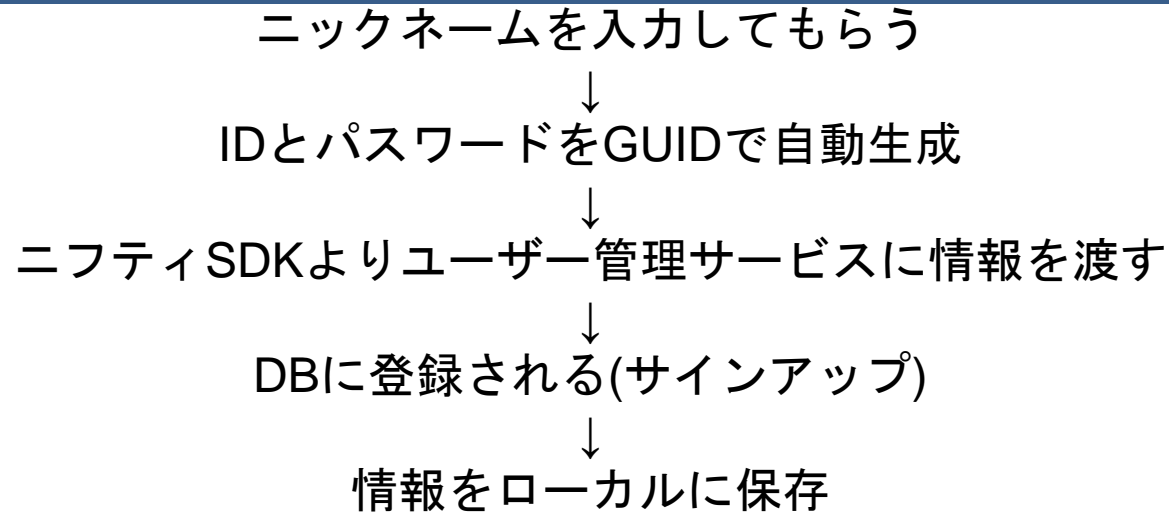 ニックネームを入力してもらう
↓
IDとパスワードをGUIDで自動生成
↓
ニフティSDKよりユーザー管理サービスに情報を渡す
↓
DBに登録される(サインアップ)
↓
情報をローカルに保存